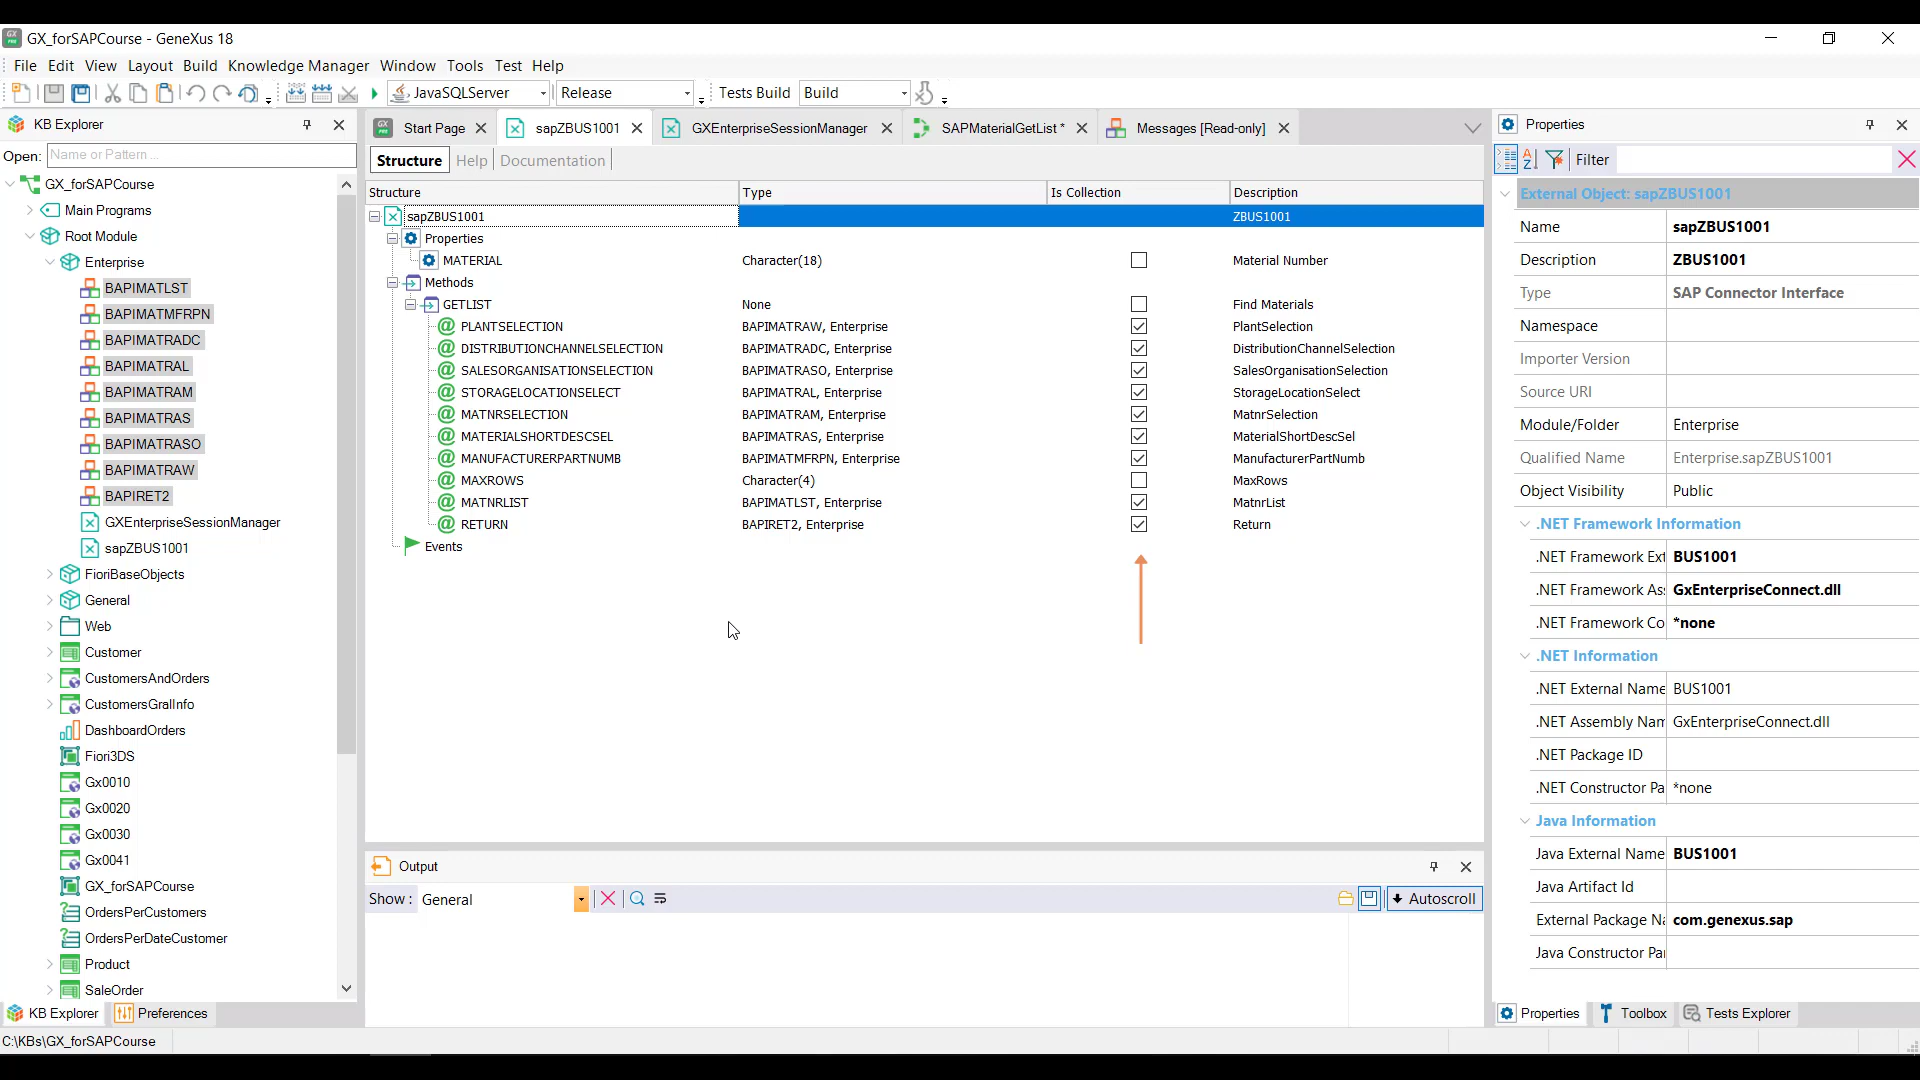 GX_forSAPCourse - GeneXus 18
File Edit View Layout Build Knowledge Manager Window Tools Test Help
JavaSQLServer Release Tests Build Build
KB Explorer
Open: Name or Pattern ...
GX_forSAPCourse
Main Programs
Root Module
Enterprise
BAPIMATLST
BAPIMATMFRPN
BAPIMATRADC
BAPIMATRAL
BAPIMATRAM
BAPIMATRAS
BAPIMATRASO
BAPIMATRAW
BAPIRET2
GXEnterpriseSessionManager
sapZBUS1001
FioriBaseObjects
General
Web
Customer
CustomersAndOrders
CustomersGralInfo
DashboardOrders
Fiori3DS
Gx0010
Gx0020
Gx0030
Gx0041
GX_forSAPCourse
OrdersPerCustomers
OrdersPerDateCustomer
Product
SaleOrder
KB Explorer Preferences
C:\KBs\GX_forSAPCourse
Start Page sapZBUS1001 GXEnterpriseSessionManager SAPMaterialGetList * Messages [Read-only]
Structure Help Documentation
Structure Type Is Collection Description
sapZBUS1001 ZBUS1001
Properties
MATERIAL Character(18) Material Number
Methods
GETLIST None Find Materials
PLANTSELECTION BAPIMATRAW, Enterprise PlantSelection
DISTRIBUTIONCHANNELSELECTION BAPIMATRADC, Enterprise DistributionChannelSelection
SALESORGANISATIONSELECTION BAPIMATRASO, Enterprise SalesOrganisationSelection
STORAGELOCATIONSELECT BAPIMATRAL, Enterprise StorageLocationSelect
MATNRSELECTION BAPIMATRAM, Enterprise MatnrSelection
MATERIALSHORTDESCSEL BAPIMATRAS, Enterprise MaterialShortDescSel
MANUFACTURERPARTNUMB BAPIMATMFRPN, Enterprise ManufacturerPartNumb
MAXROWS Character(4) MaxRows
MATNRLIST BAPIMATLST, Enterprise MatnrList
RETURN BAPIRET2, Enterprise Return
Events
Output
Show : General Autoscroll
Properties
Filter
External Object: sapZBUS1001
Name sapZBUS1001
Description ZBUS1001
Type SAP Connector Interface
Namespace
Importer Version
Source URI
Module/Folder Enterprise
Qualified Name Enterprise.sapZBUS1001
Object Visibility Public
.NET Framework Information
.NET Framework Ext BUS1001
.NET Framework As: GxEnterpriseConnect.dll
.NET Framework Co *none
.NET Information
.NET External Name BUS1001
.NET Assembly Nam GxEnterpriseConnect.dll
.NET Package ID
.NET Constructor Pa *none
Java Information
Java External Name BUS1001
Java Artifact Id
External Package Na com.genexus.sap
Java Constructor Pa
Properties Toolbox Tests Explorer